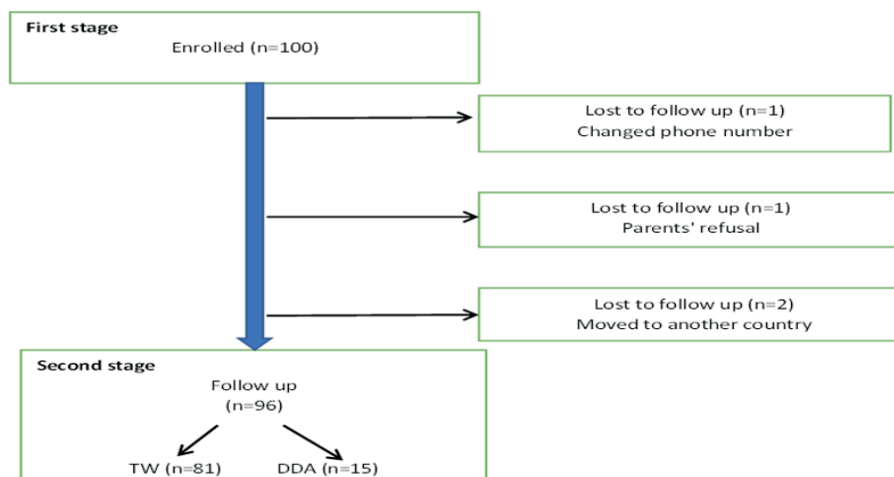 First stage
Enrolled (n=100)
Lost to follow up (n=1)
Changed phone number
Lost to follow up (n=1)
Parents' refusal
Lost to follow up (n=2)
Moved to another country
Second stage
Follow up
(n=96)
TW (n=81) DDA (n=15)